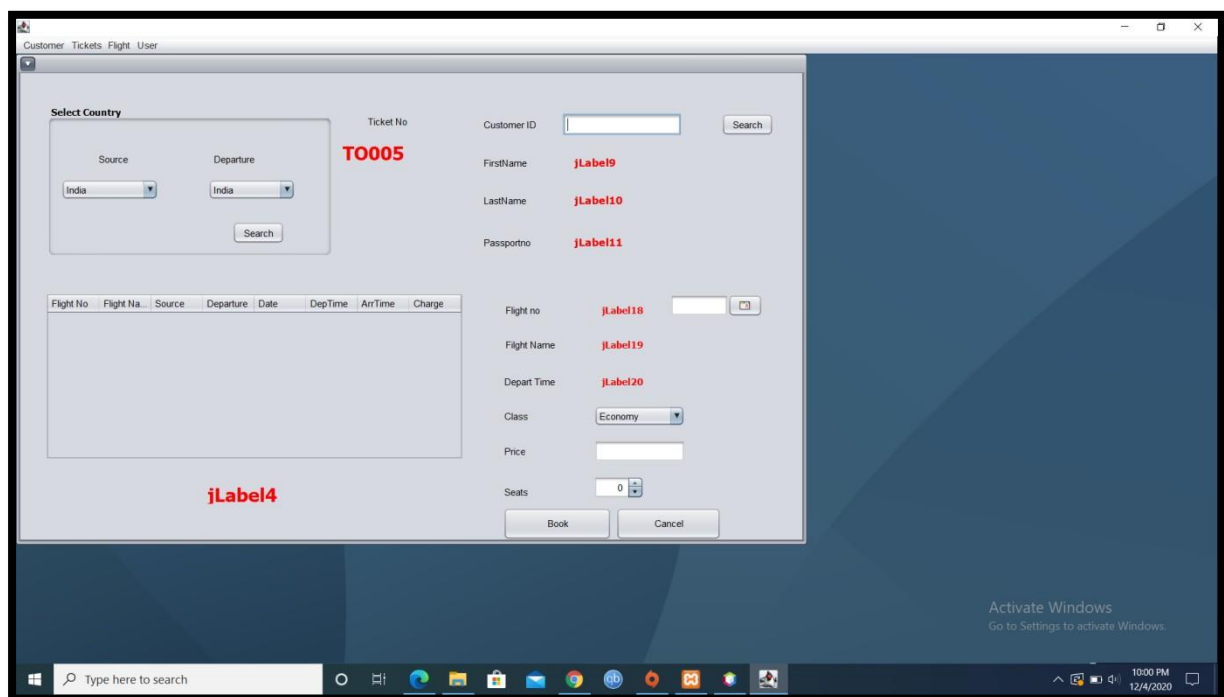 Customer Tickets Flight User
Select Country
Source Departure
India India
Search
Ticket No
TO005
Customer ID Search
FirstName jLabel9
LastName jLabel10
Passportno jLabel11
Flight No Flight Na... Source Departure Date DepTime ArrTime Charge
jLabel4
Flight no jLabel18
Filght Name jLabel19
Depart Time jLabel20
Class Economy
Price
Seats 0
Book Cancel
Activate Windows
Go to Settings to activate Windows.
Type here to search
qb
10:00 PM
12/4/2020